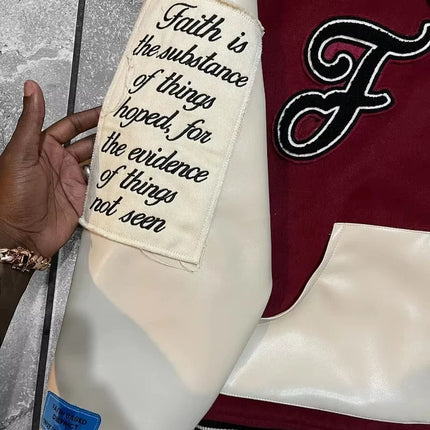 Faith is
the substance
of things
hoped, for
the evidence
of things
not seen
F